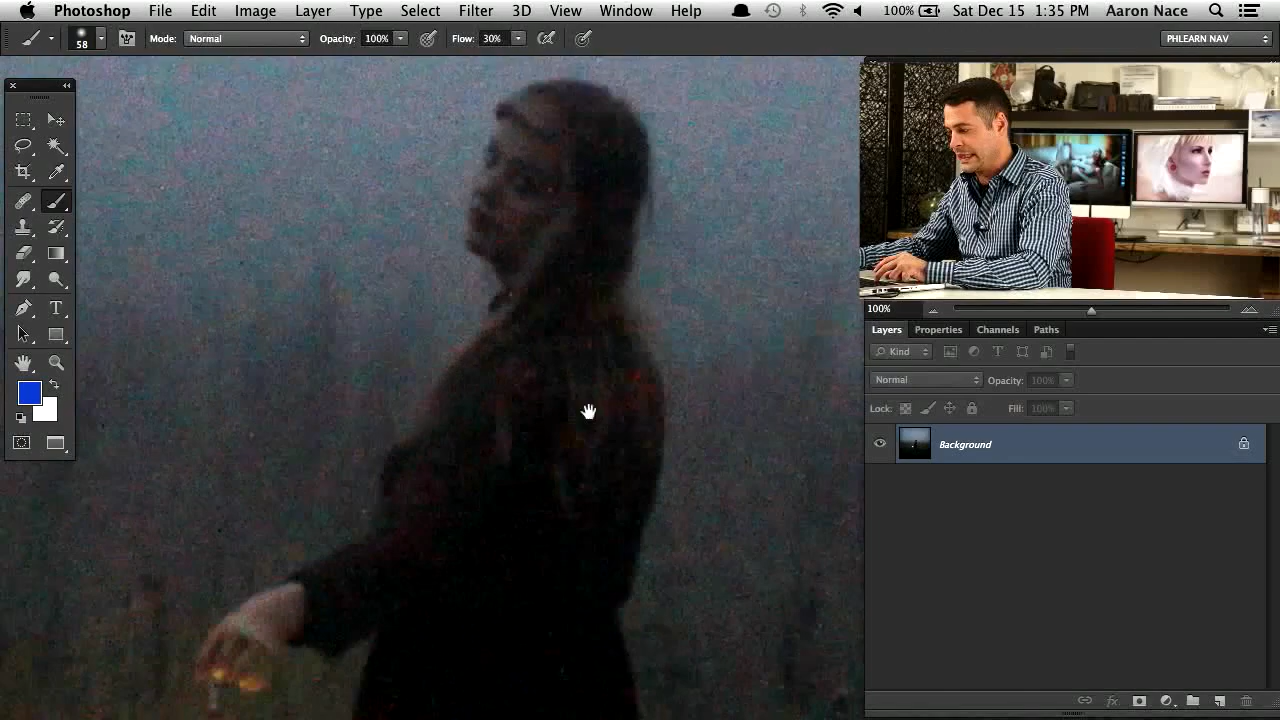 Photoshop File Edit Image Layer Type Select Filter 3D View Window Help 100% Sat Dec 15 1:35 PM Aaron Nace
58 Mode: Normal Opacity: 100% Flow: 30% PHLEARN NAV
T
100%
Layers Properties Channels Paths
Kind T
Normal Opacity: 100%
Lock: Fill: 100%
Background
fx